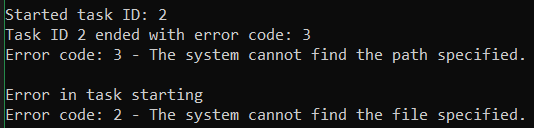 Started task ID: 2
Task ID 2 ended with error code: 3
Error code: 3 - The system cannot find the path specified.
Error in task starting
Error code: 2 - The system cannot find the file specified.